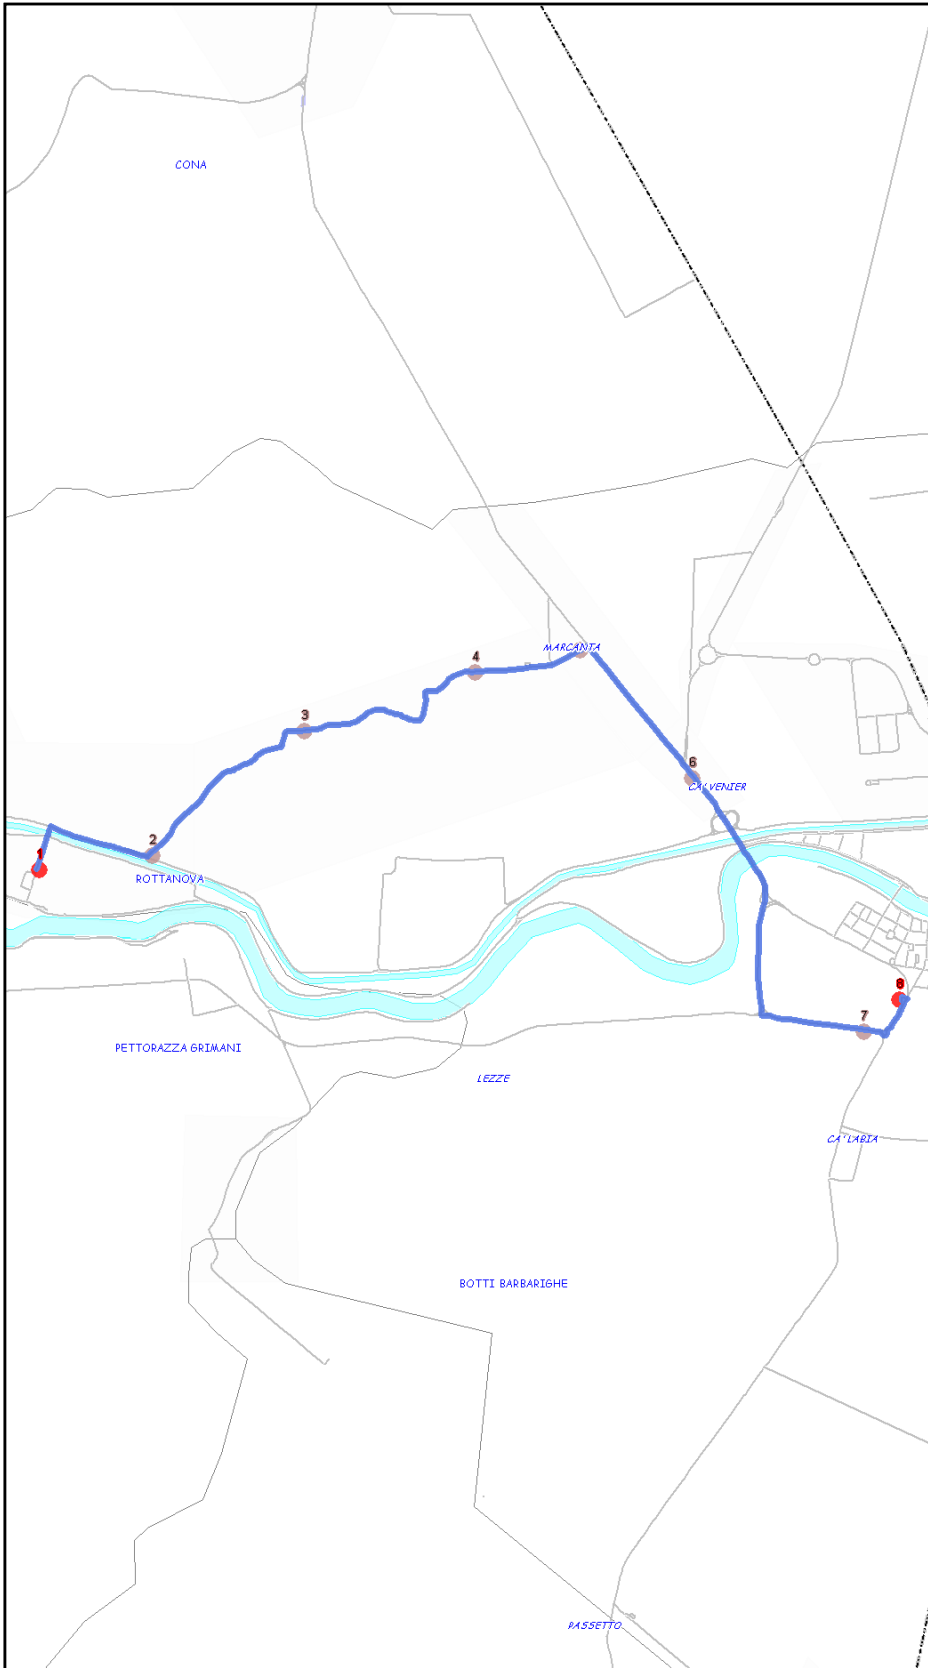 CONA
MARCANTA
4
3
6
CA' VENIER
2
1
ROTTANOVA
8
7
PETTORAZZA GRIMANI
LEZZE
CA' LABIA
BOTTI BARBARIGHE
PASSETTO